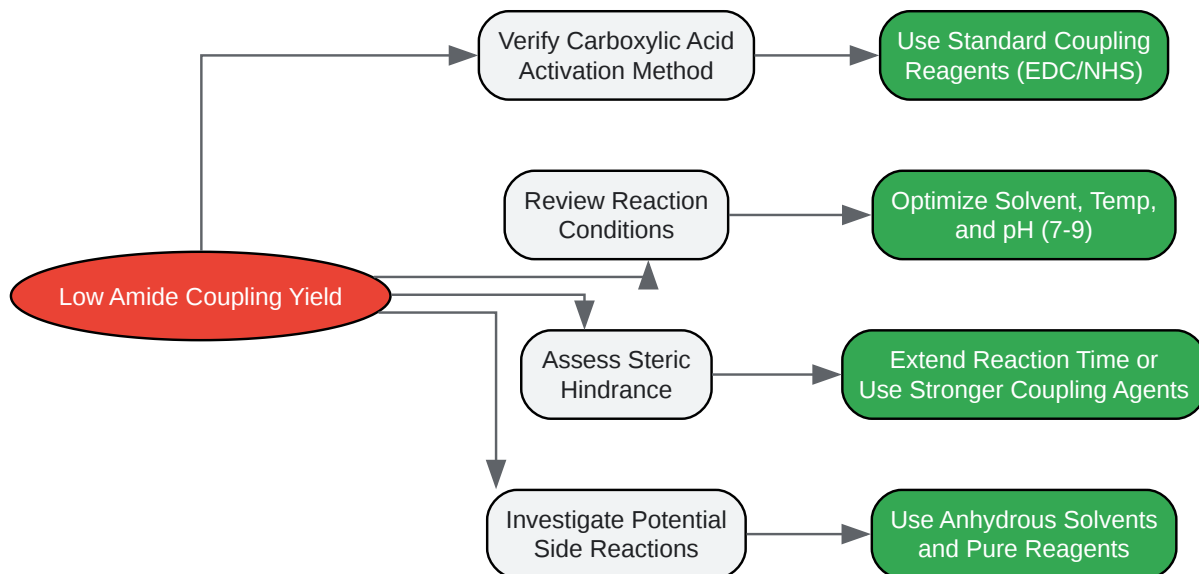 Verify Carboxylic Acid
Activation Method
Use Standard Coupling
Reagents (EDC/NHS)
Review Reaction
Conditions
Optimize Solvent, Temp,
and pH (7-9)
Low Amide Coupling Yield
Assess Steric
Hindrance
Extend Reaction Time or
Use Stronger Coupling Agents
Investigate Potential
Side Reactions
Use Anhydrous Solvents
and Pure Reagents